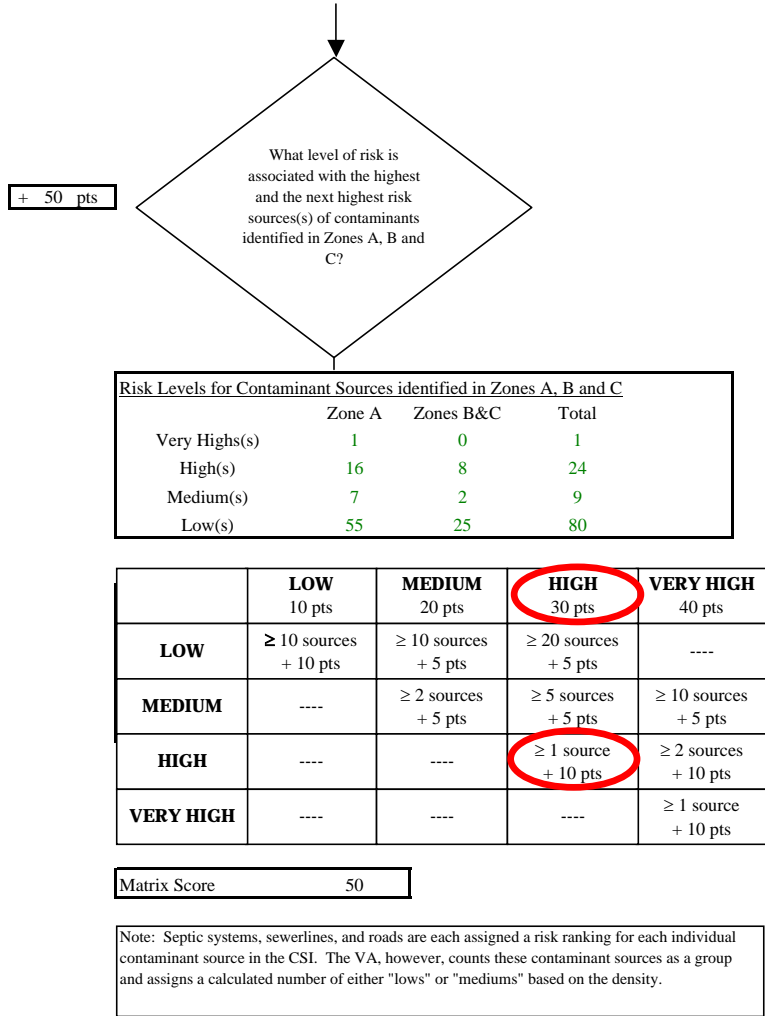 What level of risk is
associated with the highest
and the next highest risk
sources(s) of contaminants
identified in Zones A, B and
C?
+ 50 pts
Risk Levels for Contaminant Sources identified in Zones A, B and C
Zone A Zones B&C Total
Very Highs(s) 1 0 1
High(s) 16 8 24
Medium(s) 7 2 9
Low(s) 55 25 80
LOW MEDIUM HIGH VERY HIGH
10 pts 20 pts 30 pts 40 pts
LOW ≥ 10 sources ≥ 10 sources ≥ 20 sources ----
+ 10 pts + 5 pts + 5 pts
MEDIUM ---- ≥ 2 sources ≥ 5 sources ≥ 10 sources
+ 5 pts + 5 pts + 5 pts
HIGH ---- ---- ≥ 1 source ≥ 2 sources
+ 10 pts + 10 pts
VERY HIGH ---- ---- ---- ≥ 1 source
+ 10 pts
Matrix Score 50
Note: Septic systems, sewerlines, and roads are each assigned a risk ranking for each individual
contaminant source in the CSI. The VA, however, counts these contaminant sources as a group
and assigns a calculated number of either "lows" or "mediums" based on the density.